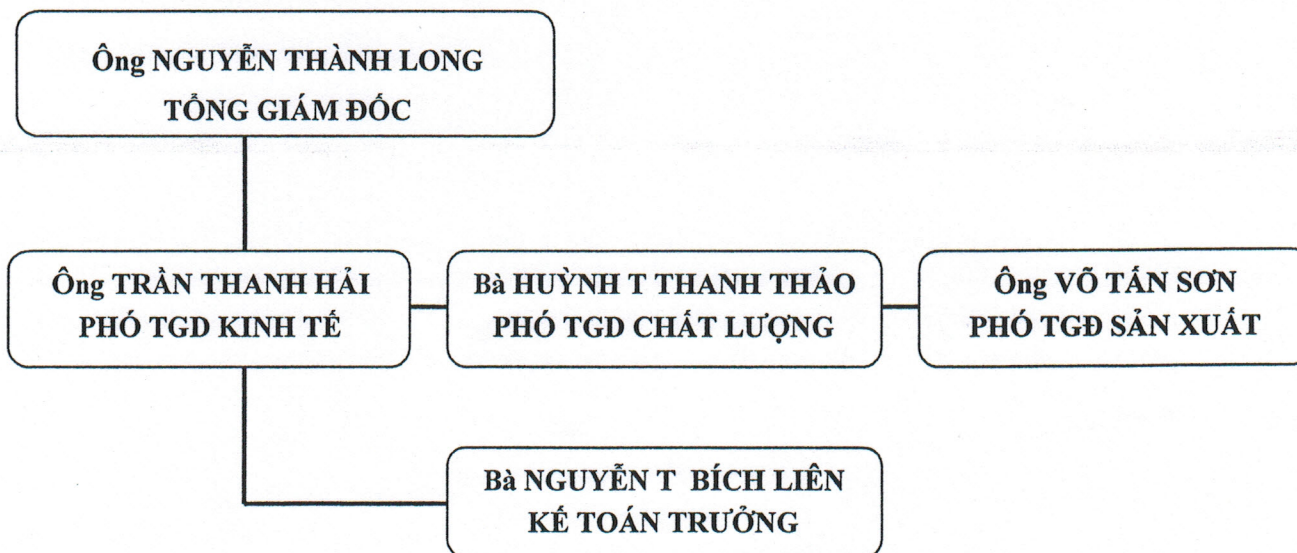 Ông NGUYỄN THÀNH LONG
TỔNG GIÁM ĐỐC
Ông TRẦN THANH HẢI
PHÓ TGD KINH TẾ
Bà HUỲNH T THANH THẢO
PHÓ TGD CHẤT LƯỢNG
Ông VÕ TẤN SƠN
PHÓ TGĐ SẢN XUẤT
Bà NGUYỄN T BÍCH LIÊN
KẾ TOÁN TRƯỞNG